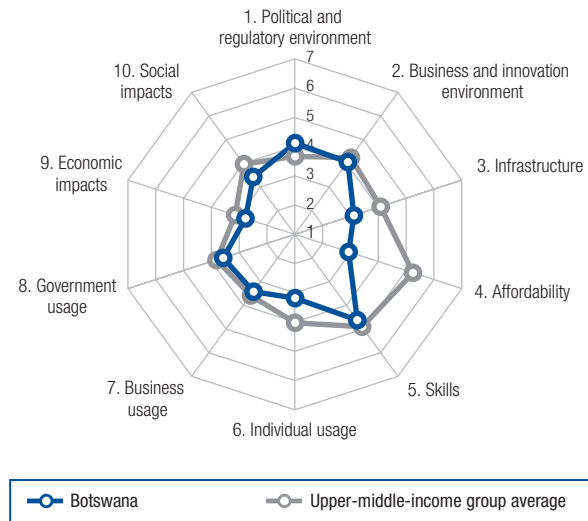 1. Political and
regulatory environment
2. Business and innovation
environment
3. Infrastructure
4. Affordability
5. Skills
6. Individual usage
7. Business
usage
8. Government
usage
9. Economic
impacts
10. Social
impacts
7
6
5
4
3
2
1
Botswana
Upper-middle-income group average